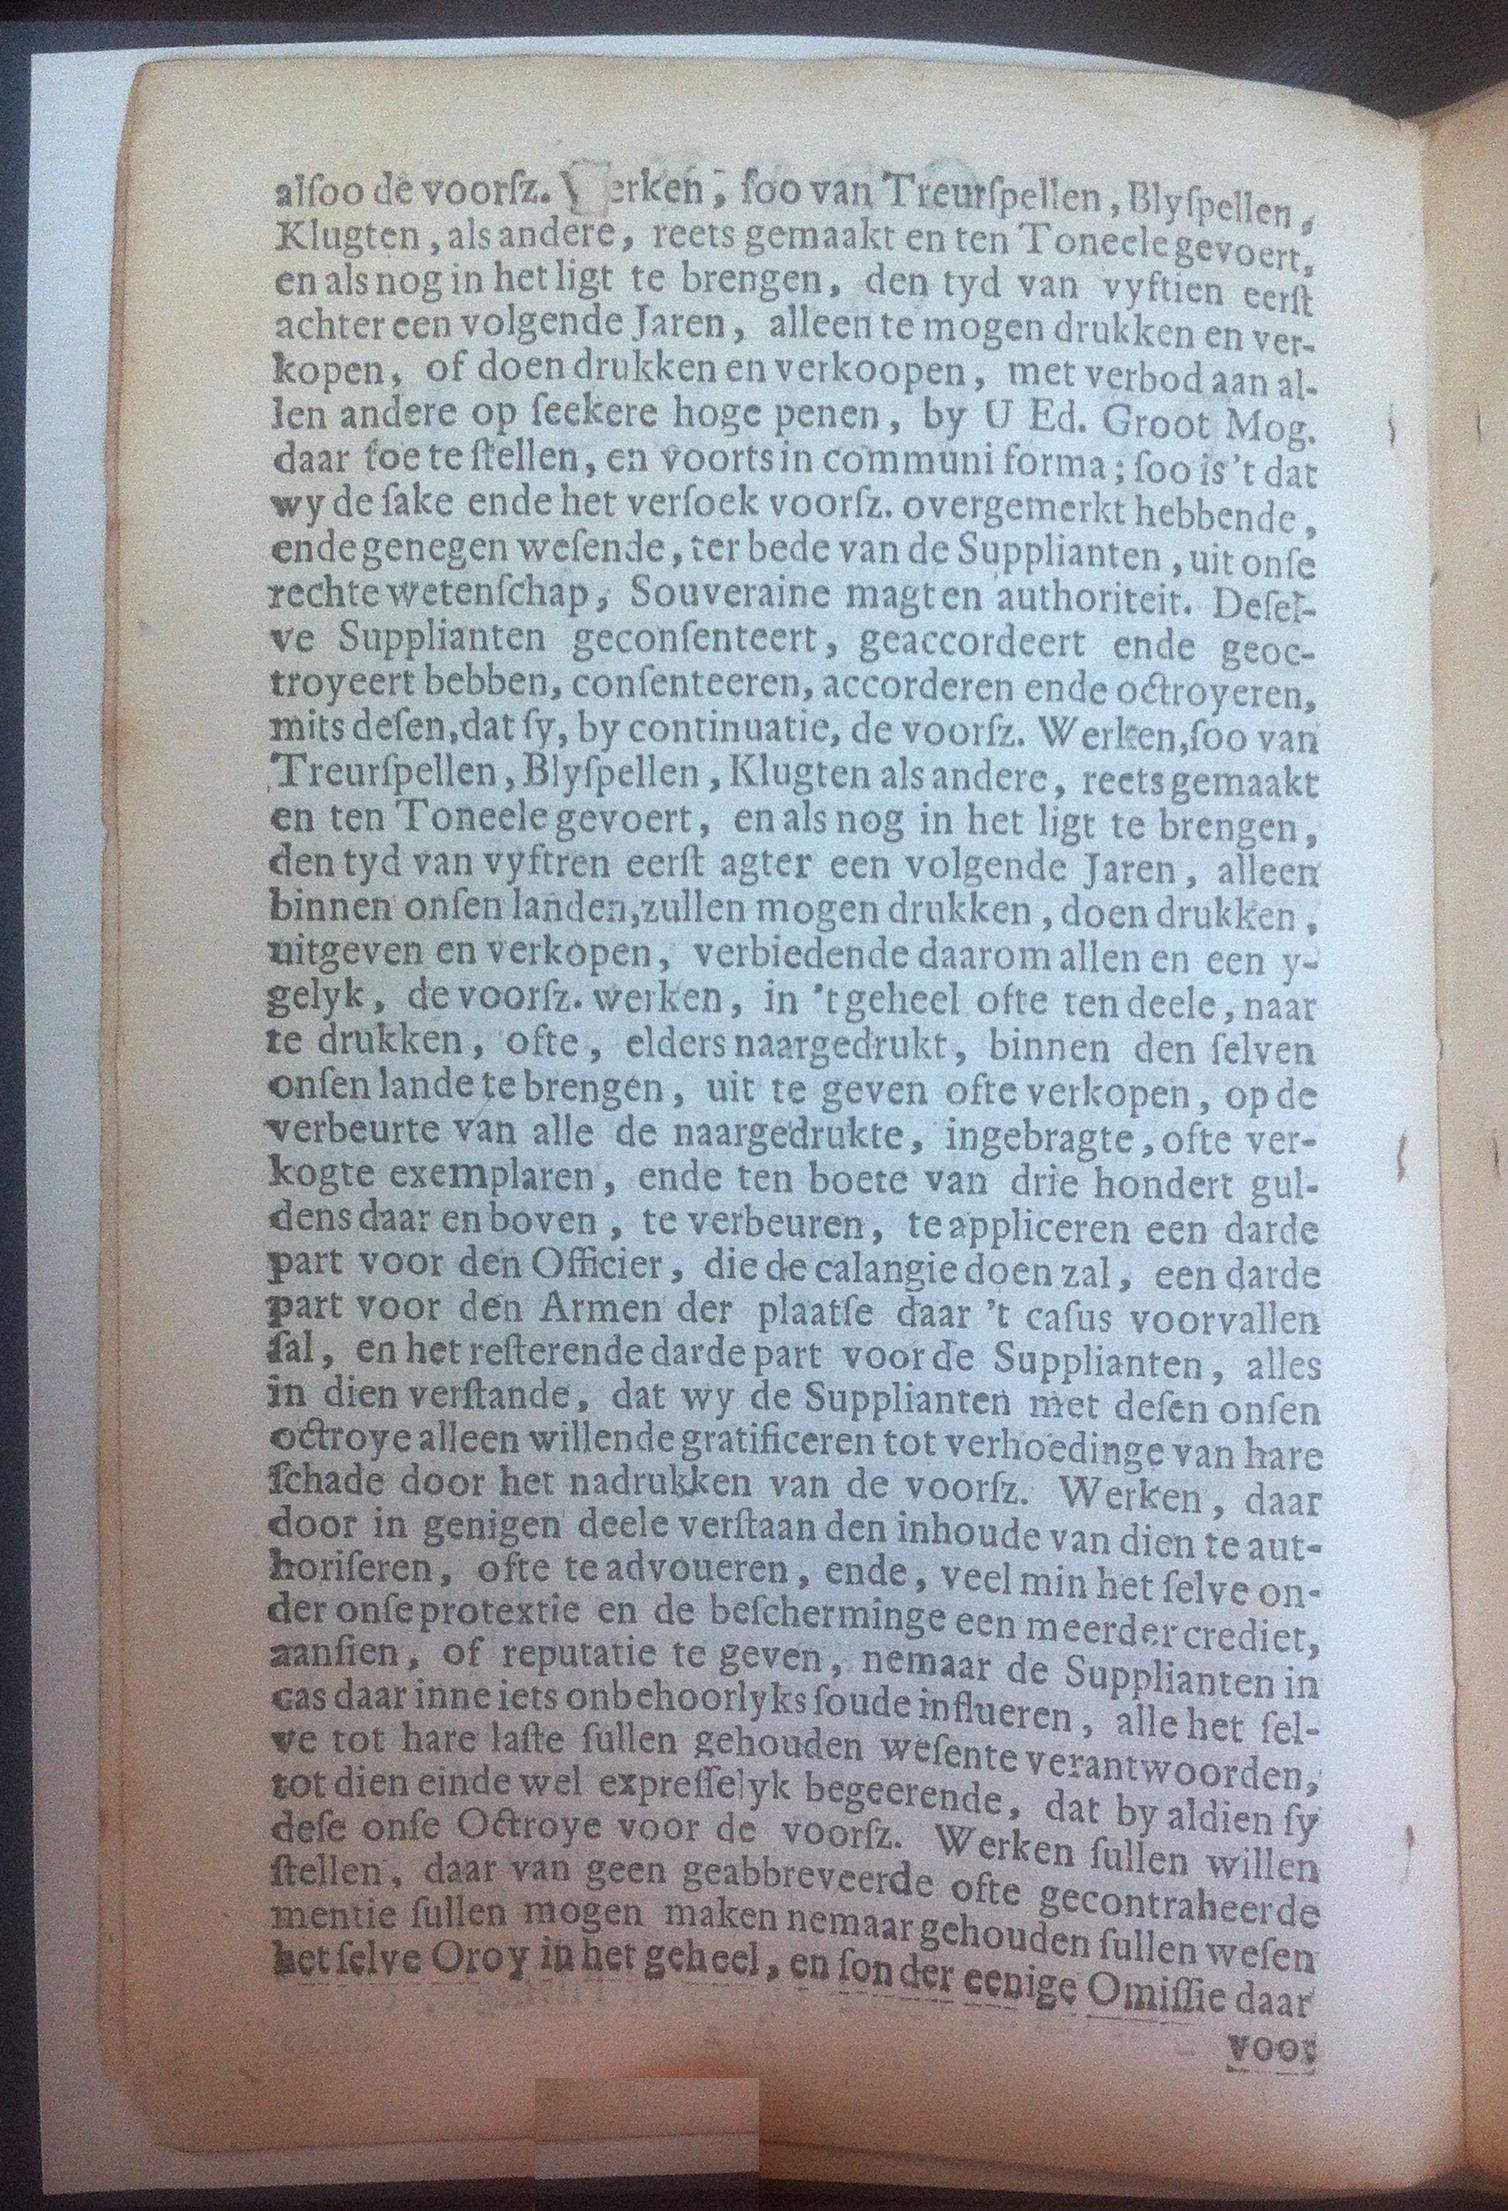 alſoo de voorſz. Werken, ſoo van Treurſpellen, Blyſpellen,
Klugten, als andere, reets gemaakt en ten Toneele gevoert,
en als nog in het ligt te brengen, den tyd van vyftien eerſt
achter een volgende Jaren, alleen te mogen drukken en ver-
kopen, of doen drukken en verkoopen, met verbod aan al-
len andere op ſeekere hoge penen, by U Ed. Groot Mog.
daar toe te ſtellen, en voorts in communi forma; ſoo is 't dat
wy de ſake ende het verſoek voorſz. overgemerkt hebbende,
ende genegen weſende, ter bede van de Supplianten, uit onſe
rechte wetenſchap, Souveraine magt en authoriteit. Deſel-
ve Supplianten geconſenteert, geaccordeert ende geoc-
troyeert bebben, conſenteeren, accorderen ende octroyeren,
mits deſen, dat ſy, by continuatie, de voorſz. Werken, ſoo van
Treurſpellen, Blyſpellen, Klugten als andere, reets gemaakt
en ten Toneele gevoert, en als nog in het ligt te brengen,
den tyd van vyftren eerſt agter een volgende Jaren, alleen
binnen onſen landen, zullen mogen drukken, doen drukken,
uitgeven en verkopen, verbiedende daarom allen en een y-
gelyk, de voorſz. werken, in 't geheel ofte ten deele, naar
te drukken, ofte, elders naargedrukt, binnen den ſelven
onſen lande te brengen, uit te geven ofte verkopen, op de
verbeurte van alle de naargedrukte, ingebragte, ofte ver-
kogte exemplaren, ende ten boete van drie hondert gul-
dens daar en boven, te verbeuren, te appliceren een darde
part voor den Officier, die de calangie doen zal, een darde
part voor den Armen der plaatſe daar 't caſus voorvallen
ſal, en het reſterende darde part voor de Supplianten, alles
in dien verſtande, dat wy de Supplianten met deſen onſen
octroye alleen willende gratificeren tot verhoedinge van hare
ſchade door het nadrukken van de voorſz. Werken, daar
door in genigen deele verſtaan den inhoude van dien te aut-
horiſeren, ofte te advoueren, ende, veel min het ſelve on-
der onſe protextie en de beſcherminge een meerder crediet,
aanſien, of reputatie te geven, nemaar de Supplianten in
cas daar inne iets onbehoorlyks ſoude influeren, alle het ſel-
ve tot hare laſte ſullen gehouden weſente verantwoorden,
tot dien einde wel expreſſelyk begeerende, dat by aldien ſy
deſe onſe Octroye voor de voorſz. Werken ſullen willen
ſtellen, daar van geen geabbreveerde ofte gecontraheerde
mentie ſullen mogen maken nemaar gehouden ſullen weſen
het ſelve Oroy in het geheel, en ſonder eenige Omiſſie daar
voor